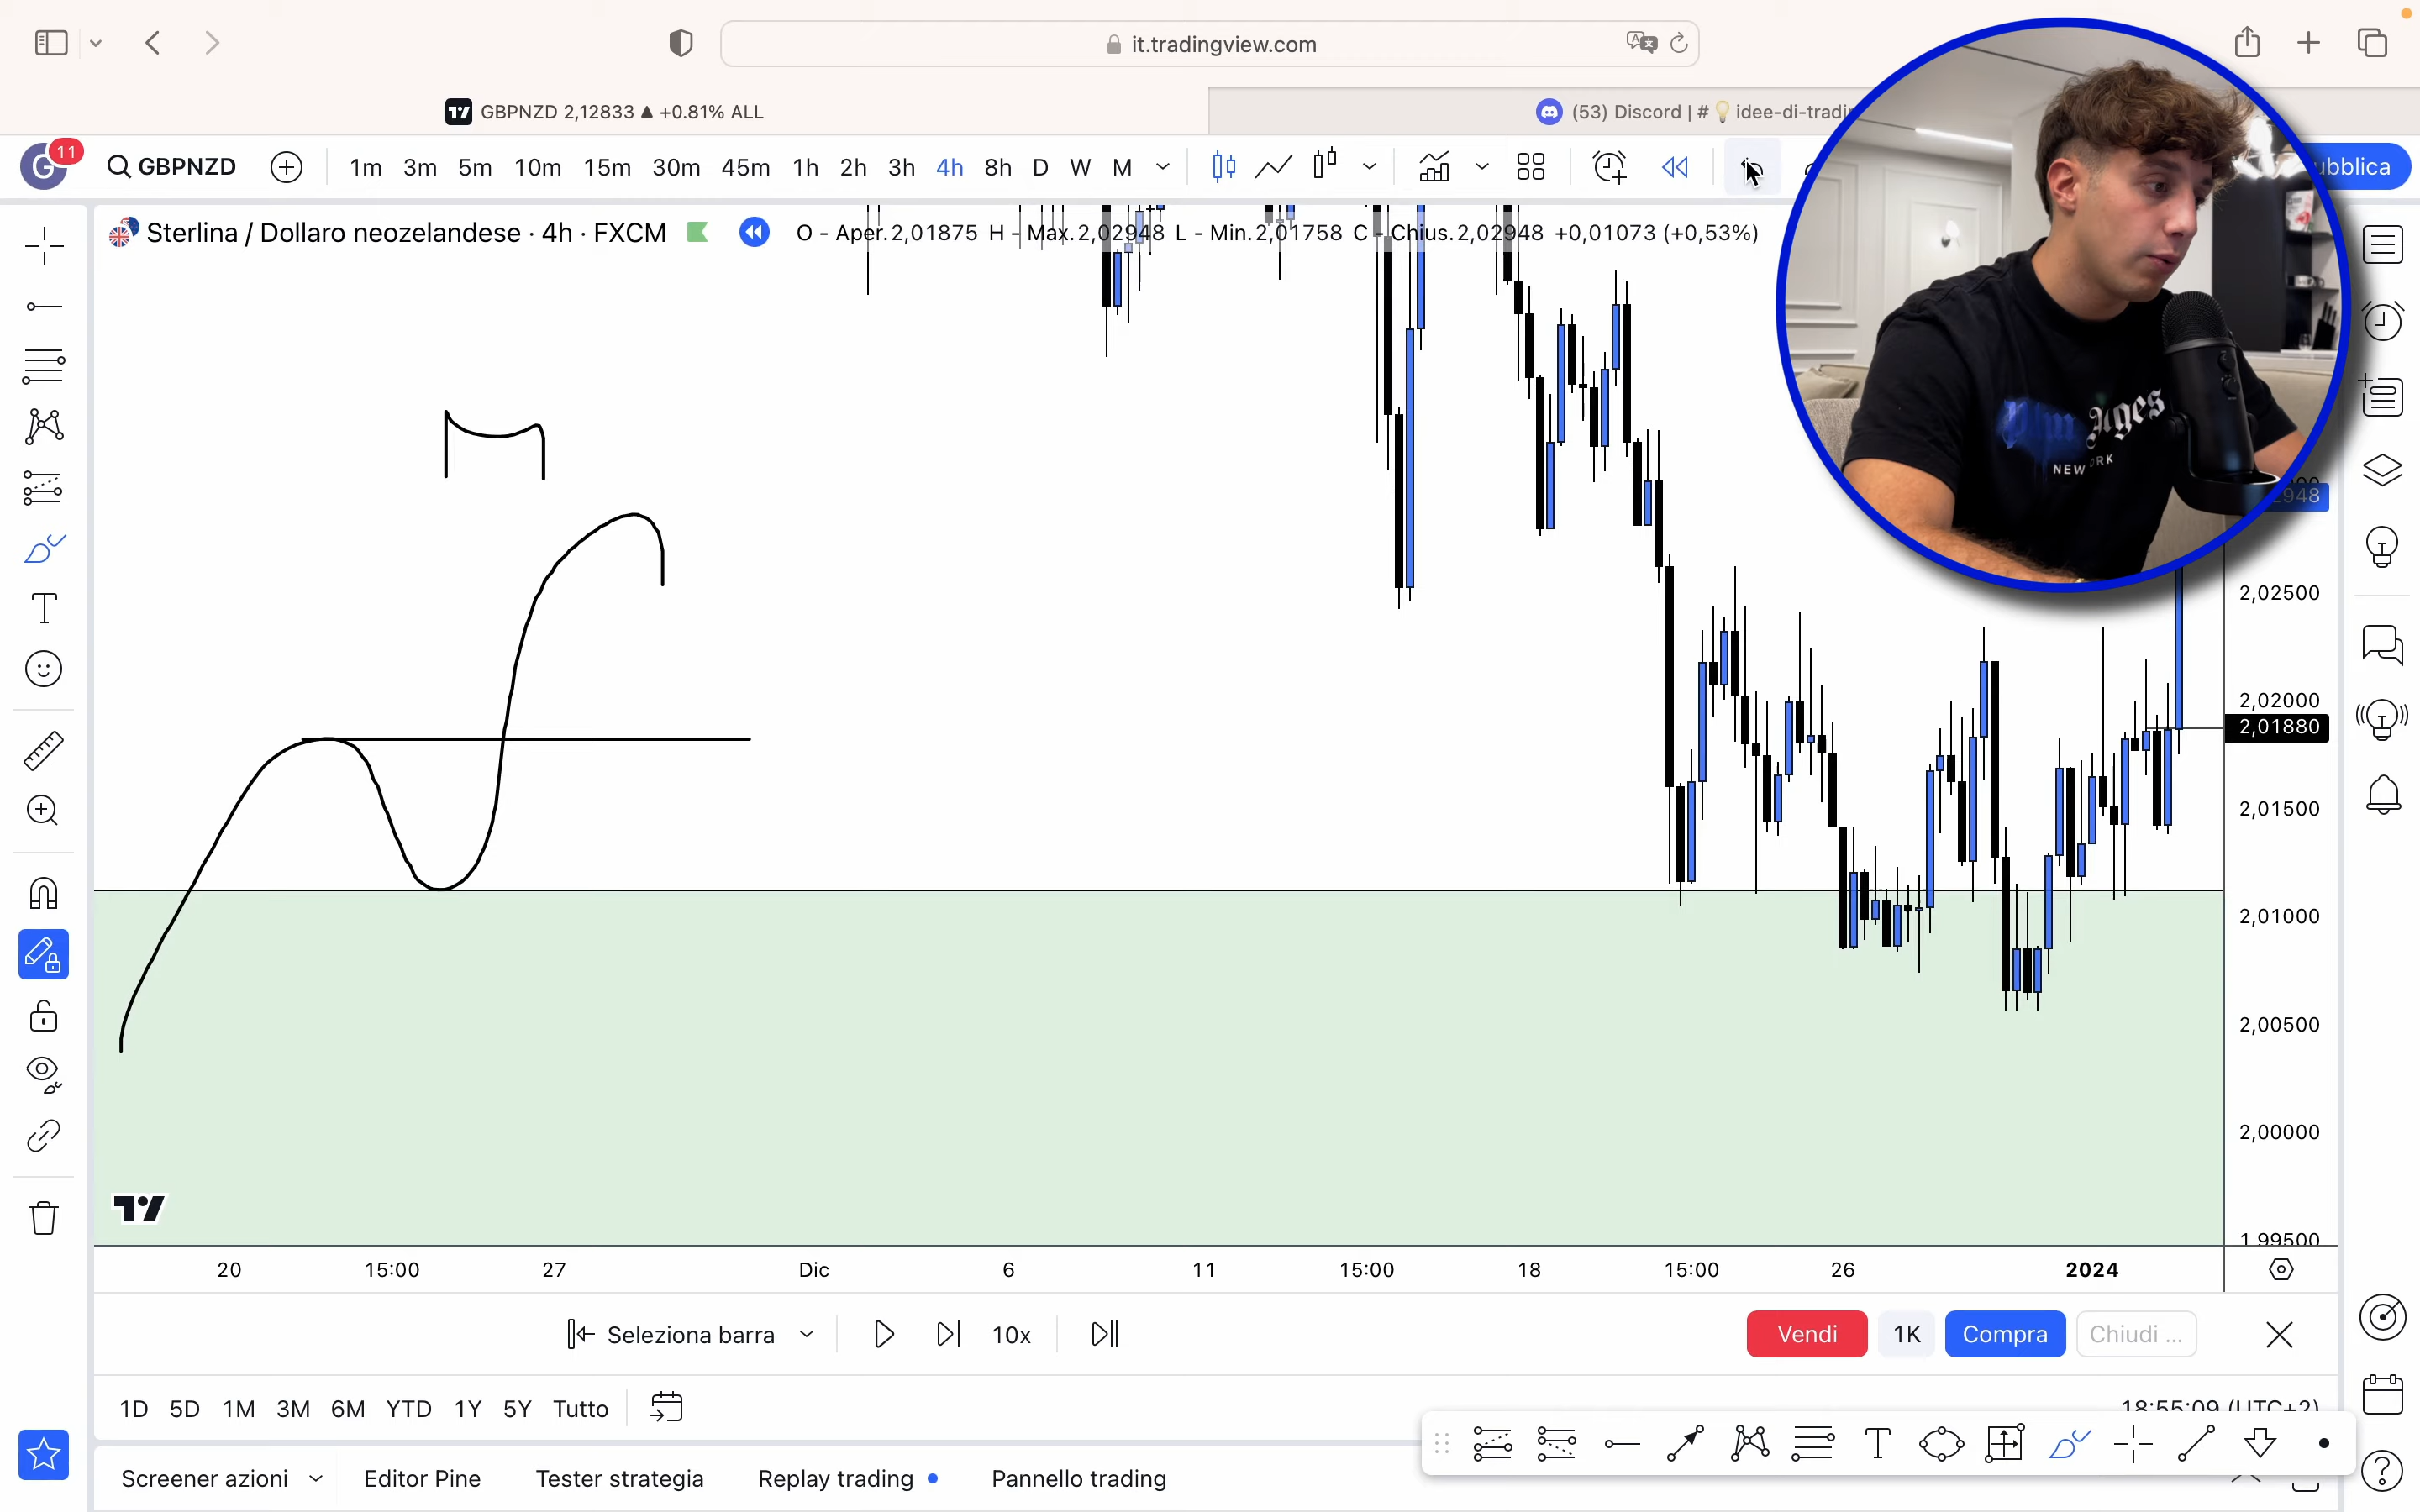 it.tradingview.com
GBPNZD 2,12833 ▲ +0.81% ALL
(53) Discord | # 💡 idee-di-tradi
G 11 GBPNZD 1m 3m 5m 10m 15m 30m 45m 1h 2h 3h 4h 8h D W M
ubblica
Sterlina / Dollaro neozelandese · 4h · FXCM O - Aper.2,01875 H - Max.2,02948 L - Min.2,01758 C - Chius.2,02948 +0,01073 (+0,53%)
NEW
948
2,02500
2,02000
2,01880
2,01500
2,01000
2,00500
2,00000
1,99500
20 15:00 27 Dic 6 11 15:00 18 15:00 26 2024
Seleziona barra 10x Vendi 1K Compra Chiudi ...
1D 5D 1M 3M 6M YTD 1Y 5Y Tutto
18:55:09 (UTC+2)
Screener azioni Editor Pine Tester strategia Replay trading Pannello trading